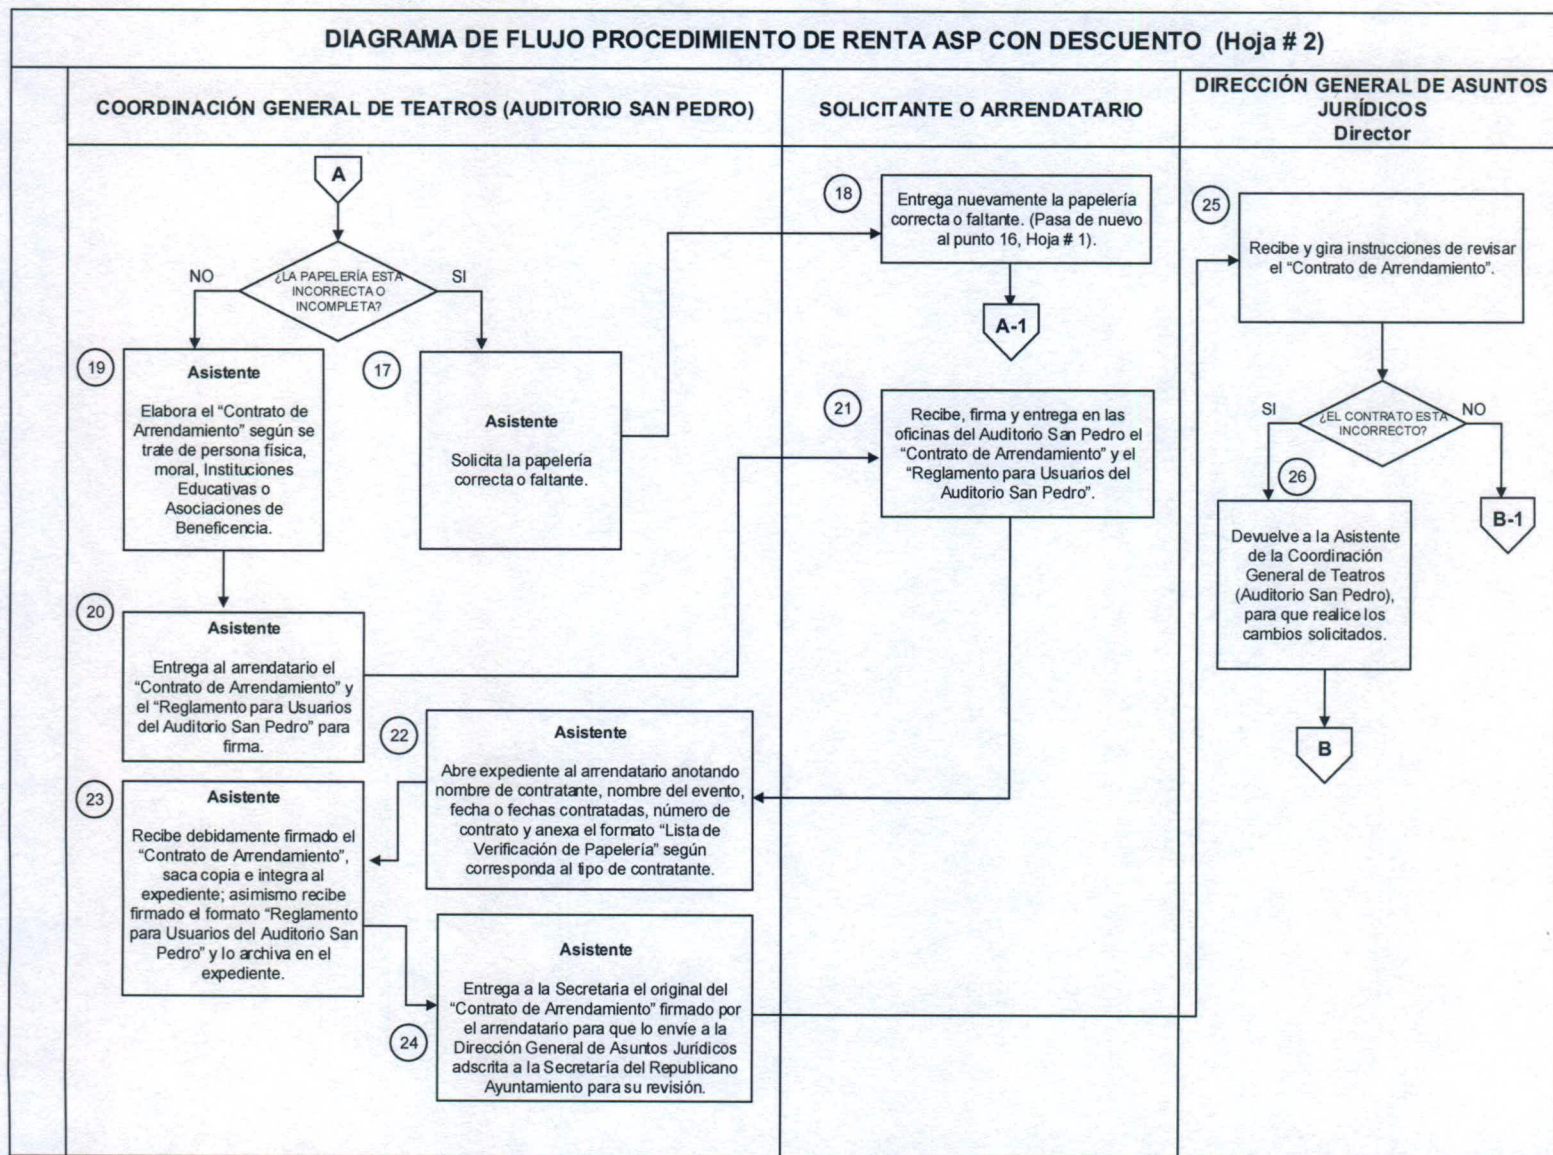 DIAGRAMA DE FLUJO PROCEDIMIENTO DE RENTA ASP CON DESCUENTO (Hoja # 2)
COORDINACIÓN GENERAL DE TEATROS (AUDITORIO SAN PEDRO)
SOLICITANTE O ARRENDATARIO
DIRECCIÓN GENERAL DE ASUNTOS
JURÍDICOS
Director
A
¿LA PAPELERÍA ESTA
INCORRECTA O
INCOMPLETA?
NO
SI
17
Asistente
Solicita la papelería
correcta o faltante.
18
Entrega nuevamente la papelería
correcta o faltante. (Pasa de nuevo
al punto 16, Hoja # 1).
A-1
19
Asistente
Elabora el “Contrato de
Arrendamiento” según se
trate de persona física,
moral, Instituciones
Educativas o
Asociaciones de
Beneficencia.
20
Asistente
Entrega al arrendatario el
“Contrato de Arrendamiento” y
el “Reglamento para Usuarios
del Auditorio San Pedro” para
firma.
21
Recibe, firma y entrega en las
oficinas del Auditorio San Pedro el
“Contrato de Arrendamiento” y el
“Reglamento para Usuarios del
Auditorio San Pedro”.
22
Asistente
Abre expediente al arrendatario anotando
nombre de contratante, nombre del evento,
fecha o fechas contratadas, número de
contrato y anexa el formato “Lista de
Verificación de Papelería” según
corresponda al tipo de contratante.
23
Asistente
Recibe debidamente firmado el
“Contrato de Arrendamiento”,
saca copia e integra al
expediente; asimismo recibe
firmado el formato “Reglamento
para Usuarios del Auditorio San
Pedro” y lo archiva en el
expediente.
24
Asistente
Entrega a la Secretaria el original del
“Contrato de Arrendamiento” firmado por
el arrendatario para que lo envíe a la
Dirección General de Asuntos Jurídicos
adscrita a la Secretaría del Republicano
Ayuntamiento para su revisión.
25
Recibe y gira instrucciones de revisar
el “Contrato de Arrendamiento”.
¿EL CONTRATO ESTA
INCORRECTO?
SI
NO
26
Devuelve a la Asistente
de la Coordinación
General de Teatros
(Auditorio San Pedro),
para que realice los
cambios solicitados.
B-1
B